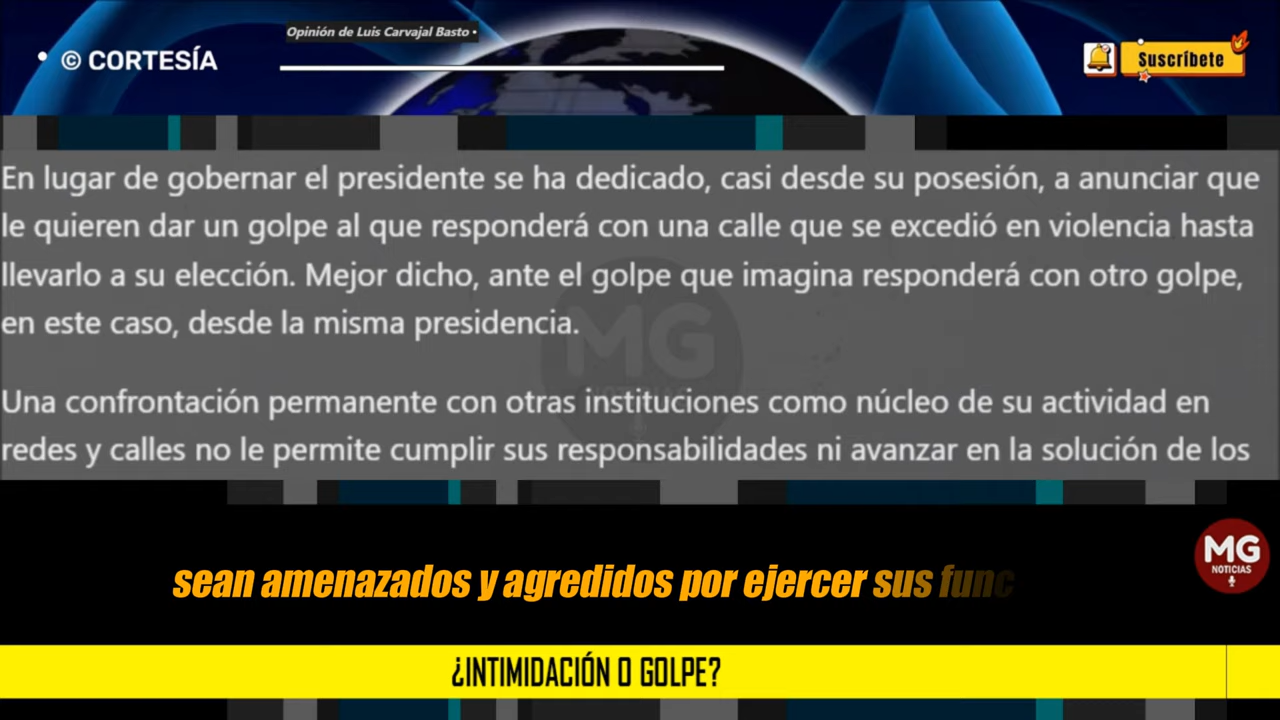 Opinión de Luis Carvajal Basto •
• © CORTESÍA
Suscríbete
En lugar de gobernar el presidente se ha dedicado, casi desde su posesión, a anunciar que
le quieren dar un golpe al que responderá con una calle que se excedió en violencia hasta
llevarlo a su elección. Mejor dicho, ante el golpe que imagina responderá con otro golpe,
en este caso, desde la misma presidencia.
MG
NOTICIAS
Una confrontación permanente con otras instituciones como núcleo de su actividad en
redes y calles no le permite cumplir sus responsabilidades ni avanzar en la solución de los
MG
NOTICIAS
sean amenazados y agredidos por ejercer sus func
¿INTIMIDACIÓN O GOLPE?